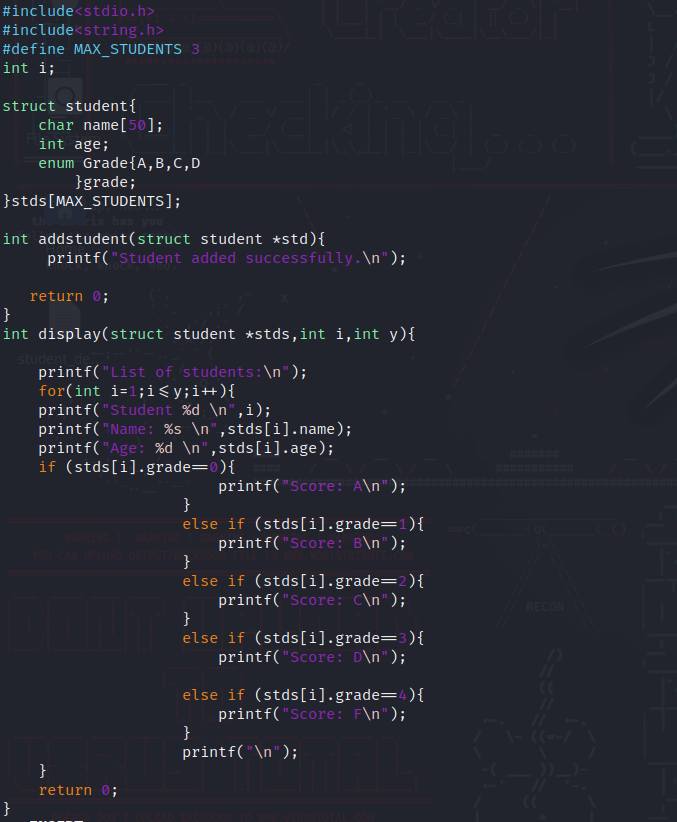 #include<stdio.h>
#include<string.h>
#define MAX_STUDENTS 3
int i;
struct student{
    char name[50];
    int age;
    enum Grade{A,B,C,D
        }grade;
}stds[MAX_STUDENTS];
int addstudent(struct student *std){
     printf("Student added successfully.\n");
   return 0;
}
int display(struct student *stds,int i,int y){
    printf("List of students:\n");
    for(int i=1;i<=y;i++){
    printf("Student %d \n",i);
    printf("Name: %s \n",stds[i].name);
    printf("Age: %d \n",stds[i].age);
    if (stds[i].grade==0){
                        printf("Score: A\n");
                    }
                    else if (stds[i].grade==1){
                        printf("Score: B\n");
                    }
                    else if (stds[i].grade==2){
                        printf("Score: C\n");
                    }
                    else if (stds[i].grade==3){
                        printf("Score: D\n");
                    else if (stds[i].grade==4){
                        printf("Score: F\n");
                    }
                    printf("\n");
    }
    return 0;
}
RECON